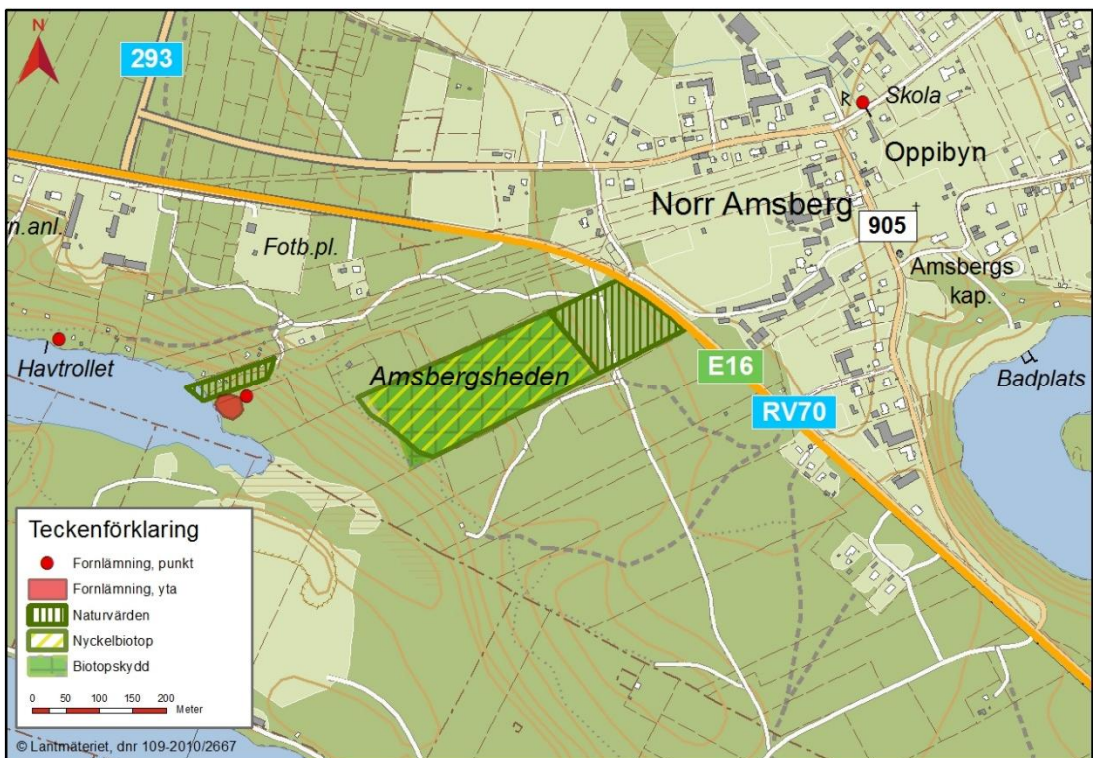 N
293
Skola
Oppibyn
Norr Amsberg
905
n.anl.
Fotb.pl.
Amsbergs
kap.
Havtrollet
Amsbergsheden
E16
Badplats
RV70
Teckenförklaring
Fornlämning, punkt
Fornlämning, yta
Naturvärden
Nyckelbiotop
Biotopskydd
0 50 100 150 200
Meter
© Lantmäteriet, dnr 109-2010/2667